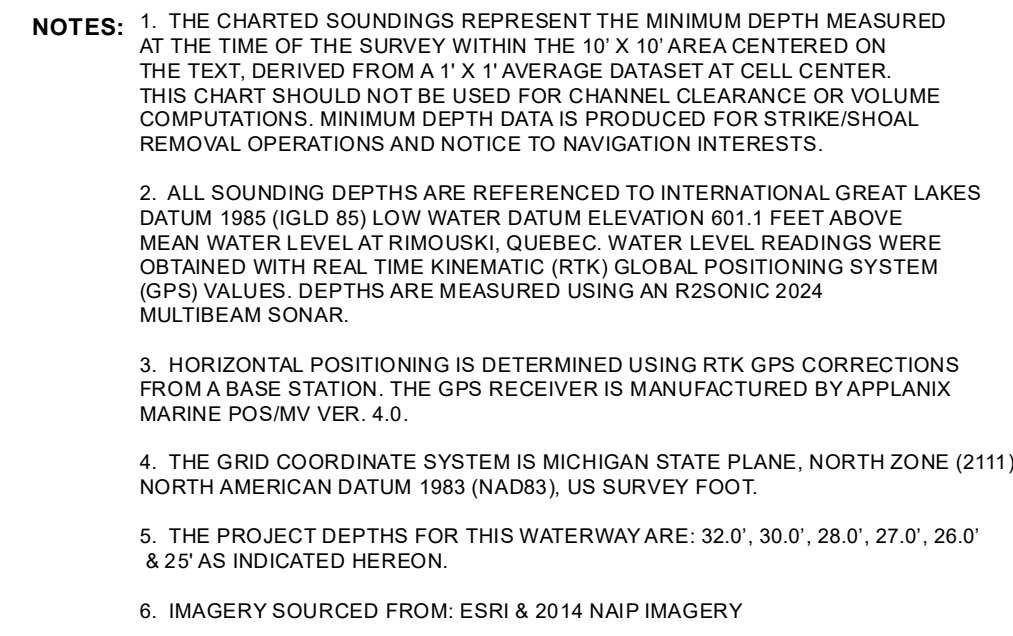 NOTES: 1. THE CHARTED SOUNDINGS REPRESENT THE MINIMUM DEPTH MEASURED
AT THE TIME OF THE SURVEY WITHIN THE 10’ X 10’ AREA CENTERED ON
THE TEXT, DERIVED FROM A 1' X 1' AVERAGE DATASET AT CELL CENTER.
THIS CHART SHOULD NOT BE USED FOR CHANNEL CLEARANCE OR VOLUME
COMPUTATIONS. MINIMUM DEPTH DATA IS PRODUCED FOR STRIKE/SHOAL
REMOVAL OPERATIONS AND NOTICE TO NAVIGATION INTERESTS.
2. ALL SOUNDING DEPTHS ARE REFERENCED TO INTERNATIONAL GREAT LAKES
DATUM 1985 (IGLD 85) LOW WATER DATUM ELEVATION 601.1 FEET ABOVE
MEAN WATER LEVEL AT RIMOUSKI, QUEBEC. WATER LEVEL READINGS WERE
OBTAINED WITH REAL TIME KINEMATIC (RTK) GLOBAL POSITIONING SYSTEM
(GPS) VALUES. DEPTHS ARE MEASURED USING AN R2SONIC 2024
MULTIBEAM SONAR.
3. HORIZONTAL POSITIONING IS DETERMINED USING RTK GPS CORRECTIONS
FROM A BASE STATION. THE GPS RECEIVER IS MANUFACTURED BY APPLANIX
MARINE POS/MV VER. 4.0.
4. THE GRID COORDINATE SYSTEM IS MICHIGAN STATE PLANE, NORTH ZONE (2111)
NORTH AMERICAN DATUM 1983 (NAD83), US SURVEY FOOT.
5. THE PROJECT DEPTHS FOR THIS WATERWAY ARE: 32.0’, 30.0’, 28.0’, 27.0’, 26.0’
& 25' AS INDICATED HEREON.
6. IMAGERY SOURCED FROM: ESRI & 2014 NAIP IMAGERY